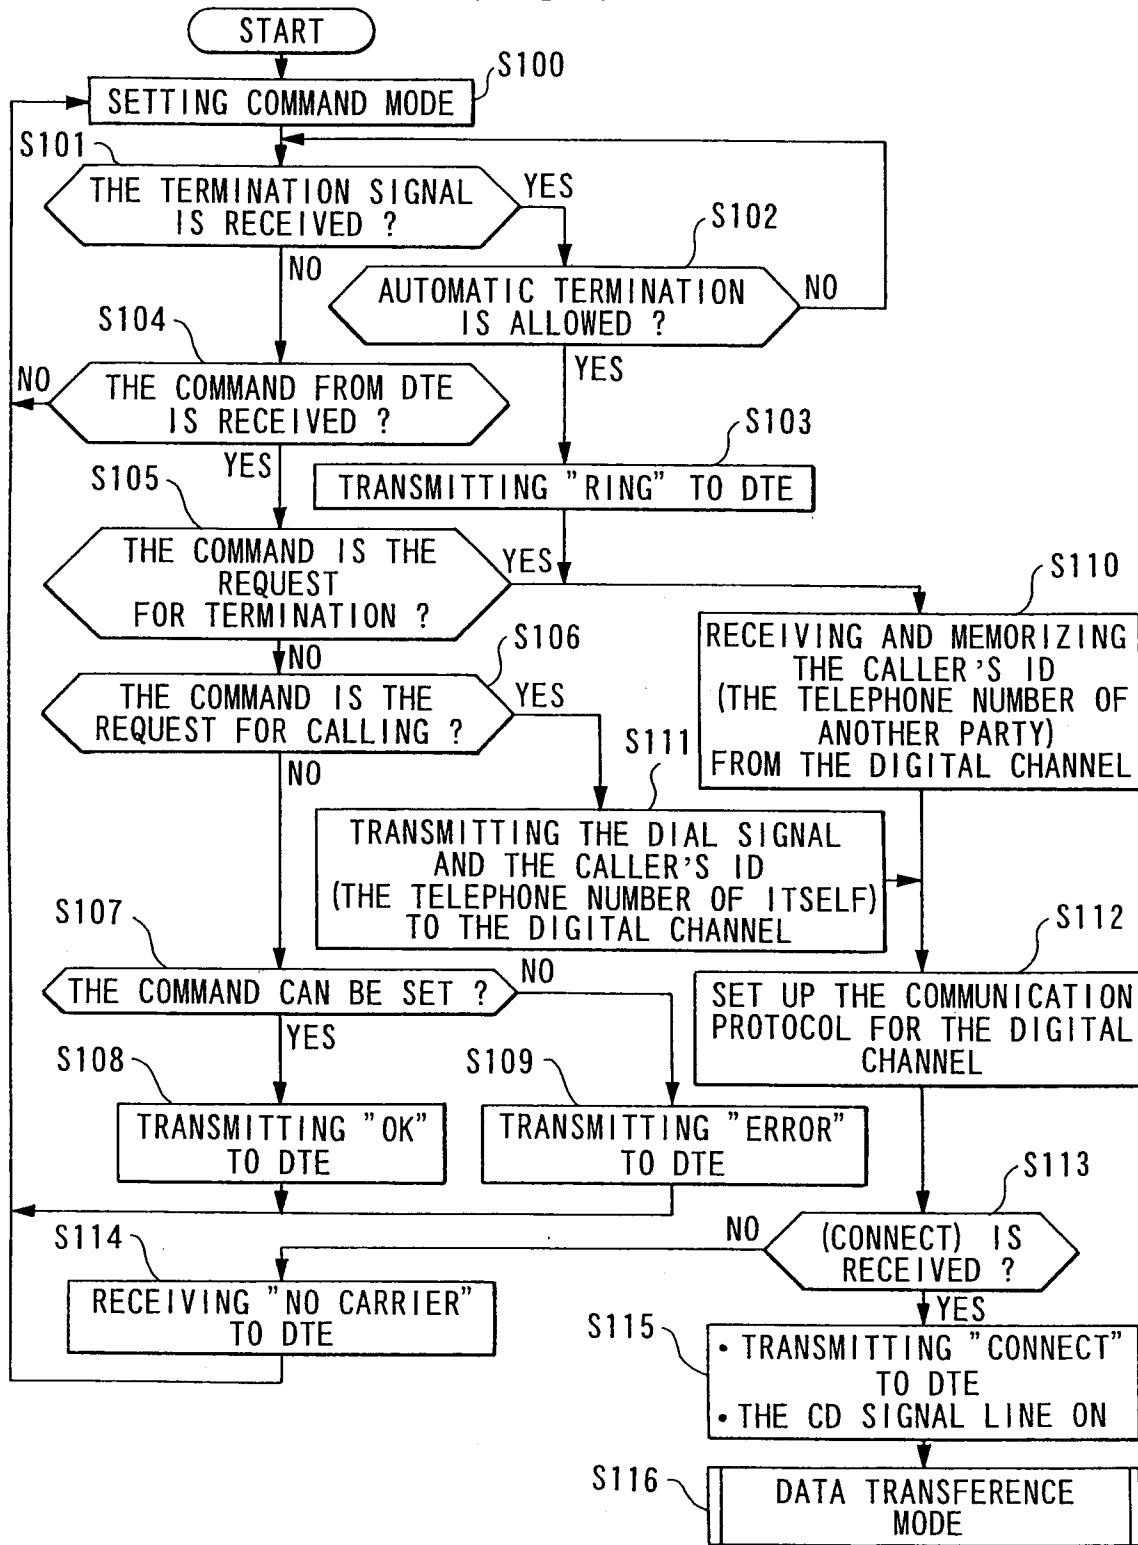 START
S100
SETTING COMMAND MODE
S101
THE TERMINATION SIGNAL
IS RECEIVED ?
YES
NO
S102
AUTOMATIC TERMINATION
IS ALLOWED ?
NO
YES
S104
NO
THE COMMAND FROM DTE
IS RECEIVED ?
YES
S103
TRANSMITTING "RING" TO DTE
S105
THE COMMAND IS THE
REQUEST
FOR TERMINATION ?
YES
NO
S110
RECEIVING AND MEMORIZING
THE CALLER'S ID
(THE TELEPHONE NUMBER OF
ANOTHER PARTY)
FROM THE DIGITAL CHANNEL
S106
THE COMMAND IS THE
REQUEST FOR CALLING ?
YES
NO
S111
TRANSMITTING THE DIAL SIGNAL
AND THE CALLER'S ID
(THE TELEPHONE NUMBER OF ITSELF)
TO THE DIGITAL CHANNEL
S107
THE COMMAND CAN BE SET ?
NO
YES
S112
SET UP THE COMMUNICATION
PROTOCOL FOR THE DIGITAL
CHANNEL
S108
TRANSMITTING "OK"
TO DTE
S109
TRANSMITTING "ERROR"
TO DTE
S113
(CONNECT) IS
RECEIVED ?
NO
YES
S114
RECEIVING "NO CARRIER"
TO DTE
S115
• TRANSMITTING "CONNECT"
TO DTE
• THE CD SIGNAL LINE ON
S116
DATA TRANSFERENCE
MODE